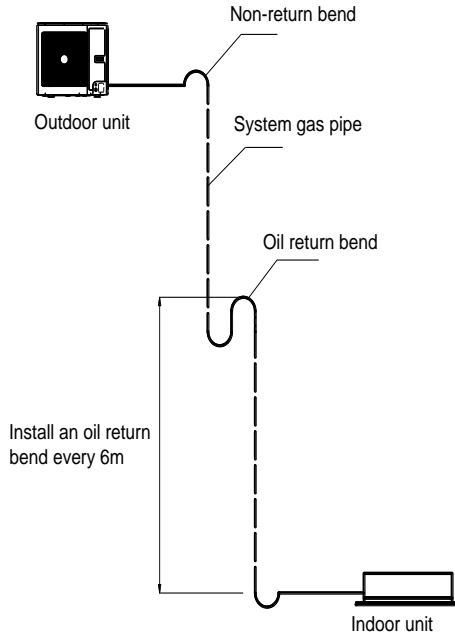 Non-return bend
Outdoor unit
System gas pipe
Oil return bend
Install an oil return
bend every 6m
Indoor unit